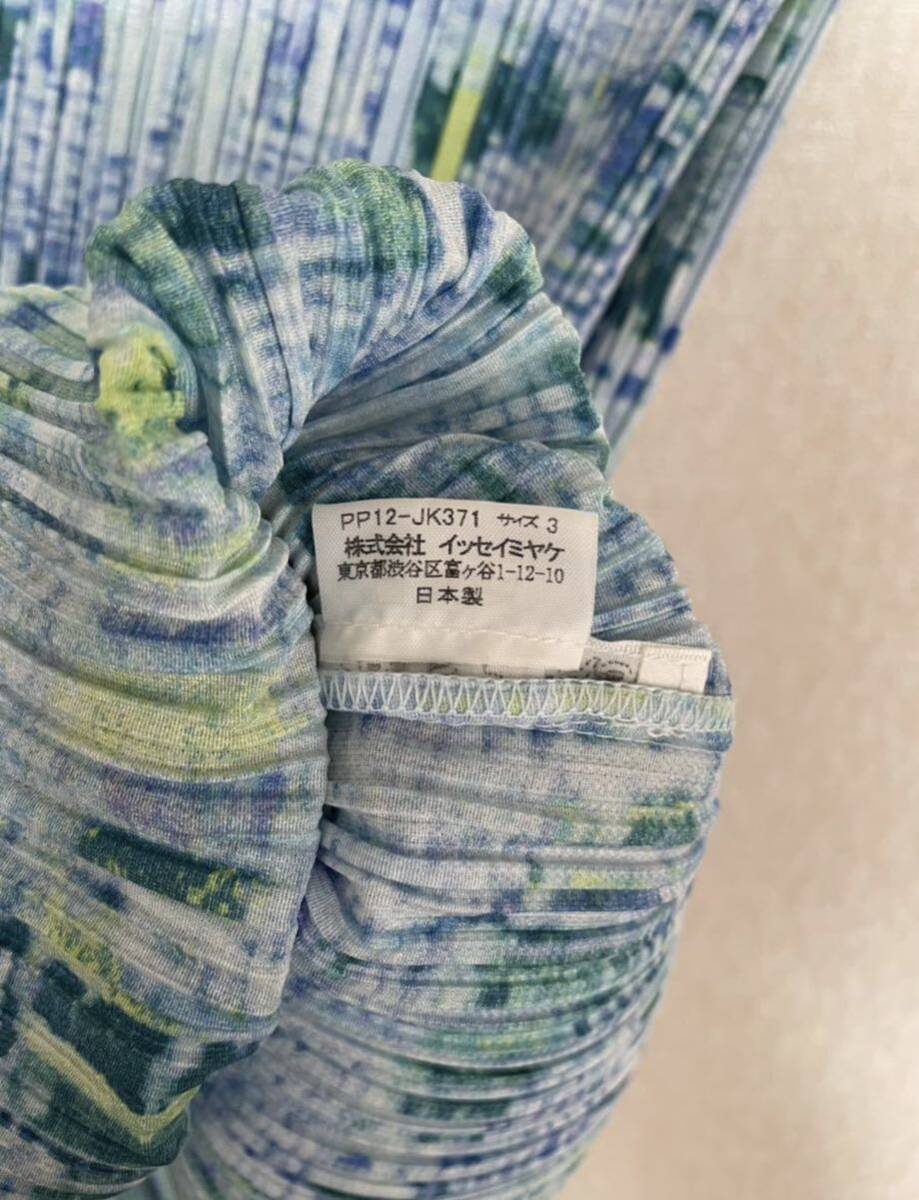 PP12-JK371 サイズ 3
株式会社 イッセイミヤケ
東京都渋谷区富ヶ谷1-12-10
日本製